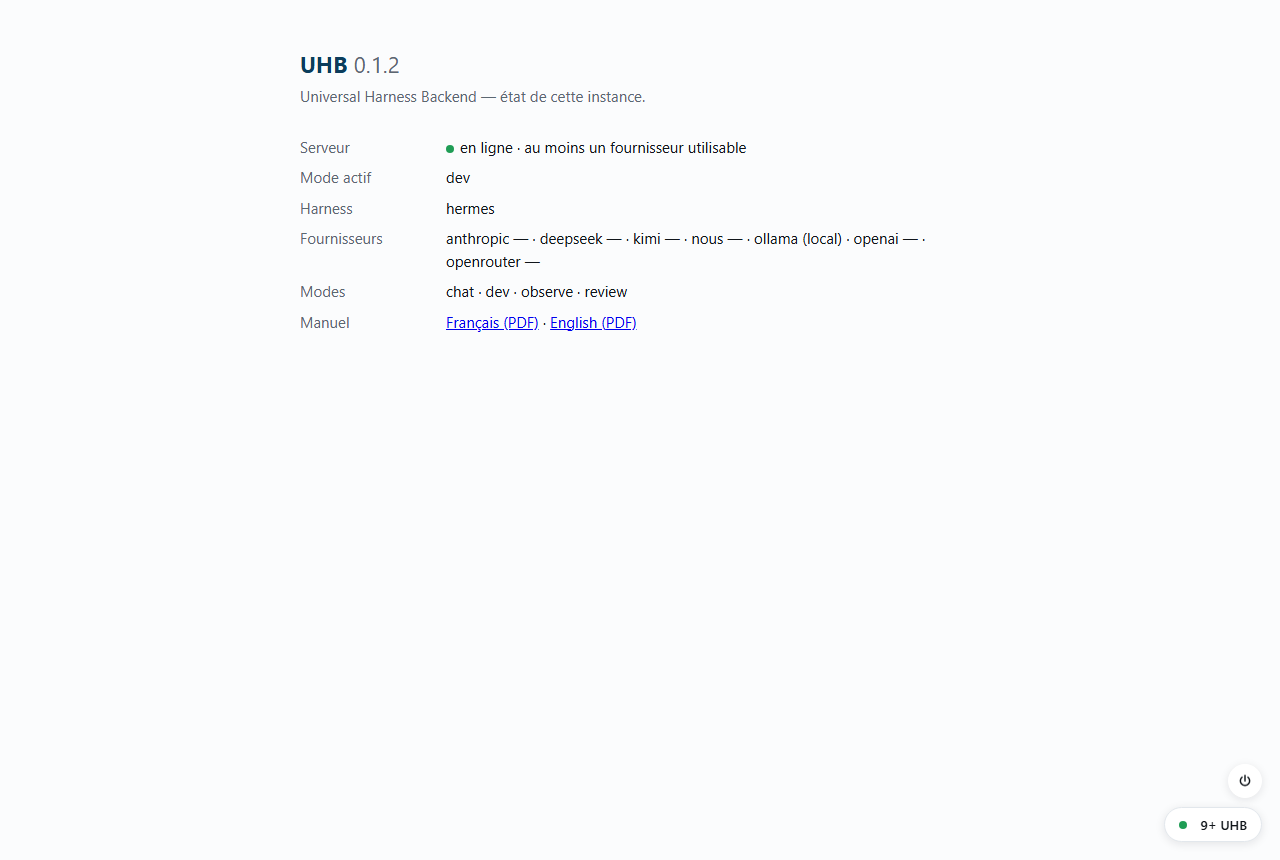 UHB 0.1.2
Universal Harness Backend — état de cette instance.
Serveur en ligne · au moins un fournisseur utilisable
Mode actif dev
Harness hermes
Fournisseurs anthropic — · deepseek — · kimi — · nous — · ollama (local) · openai — ·
openrouter —
Modes chat · dev · observe · review
Manuel Français (PDF) · English (PDF)
9+ UHB